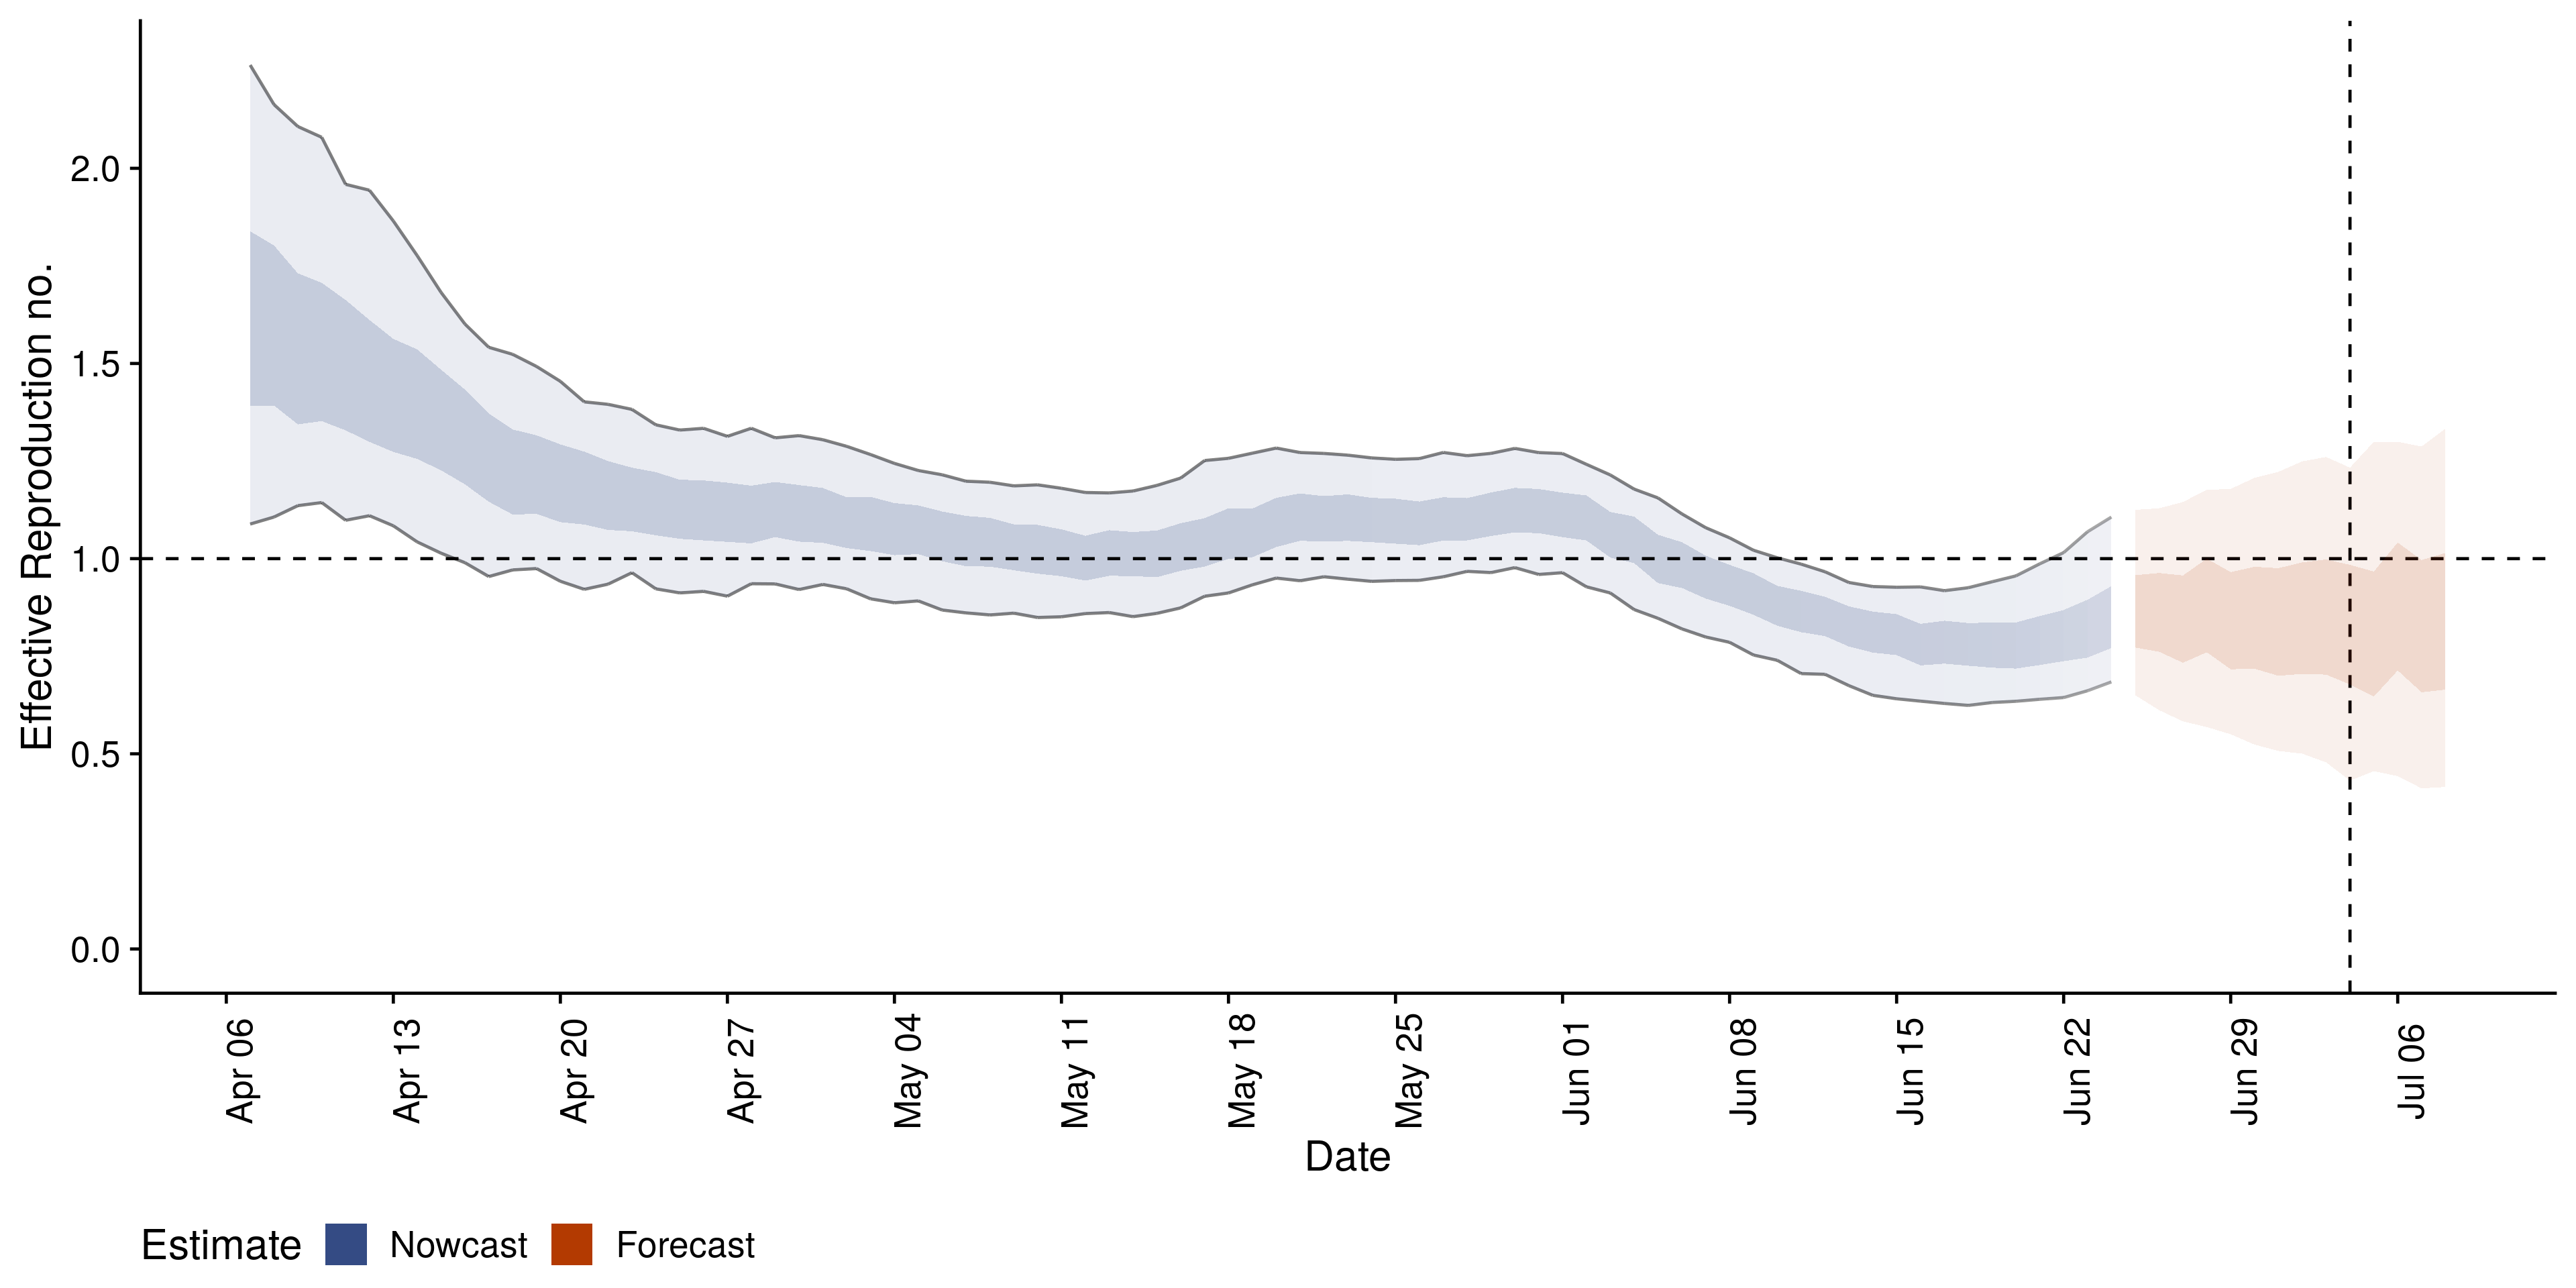 Effective Reproduction no.
2.0
1.5
1.0
0.5
0.0
Apr 06
Apr 13
Apr 20
Apr 27
May 04
May 11
May 18
May 25
Jun 01
Jun 08
Jun 15
Jun 22
Jun 29
Jul 06
Date
Estimate Nowcast Forecast